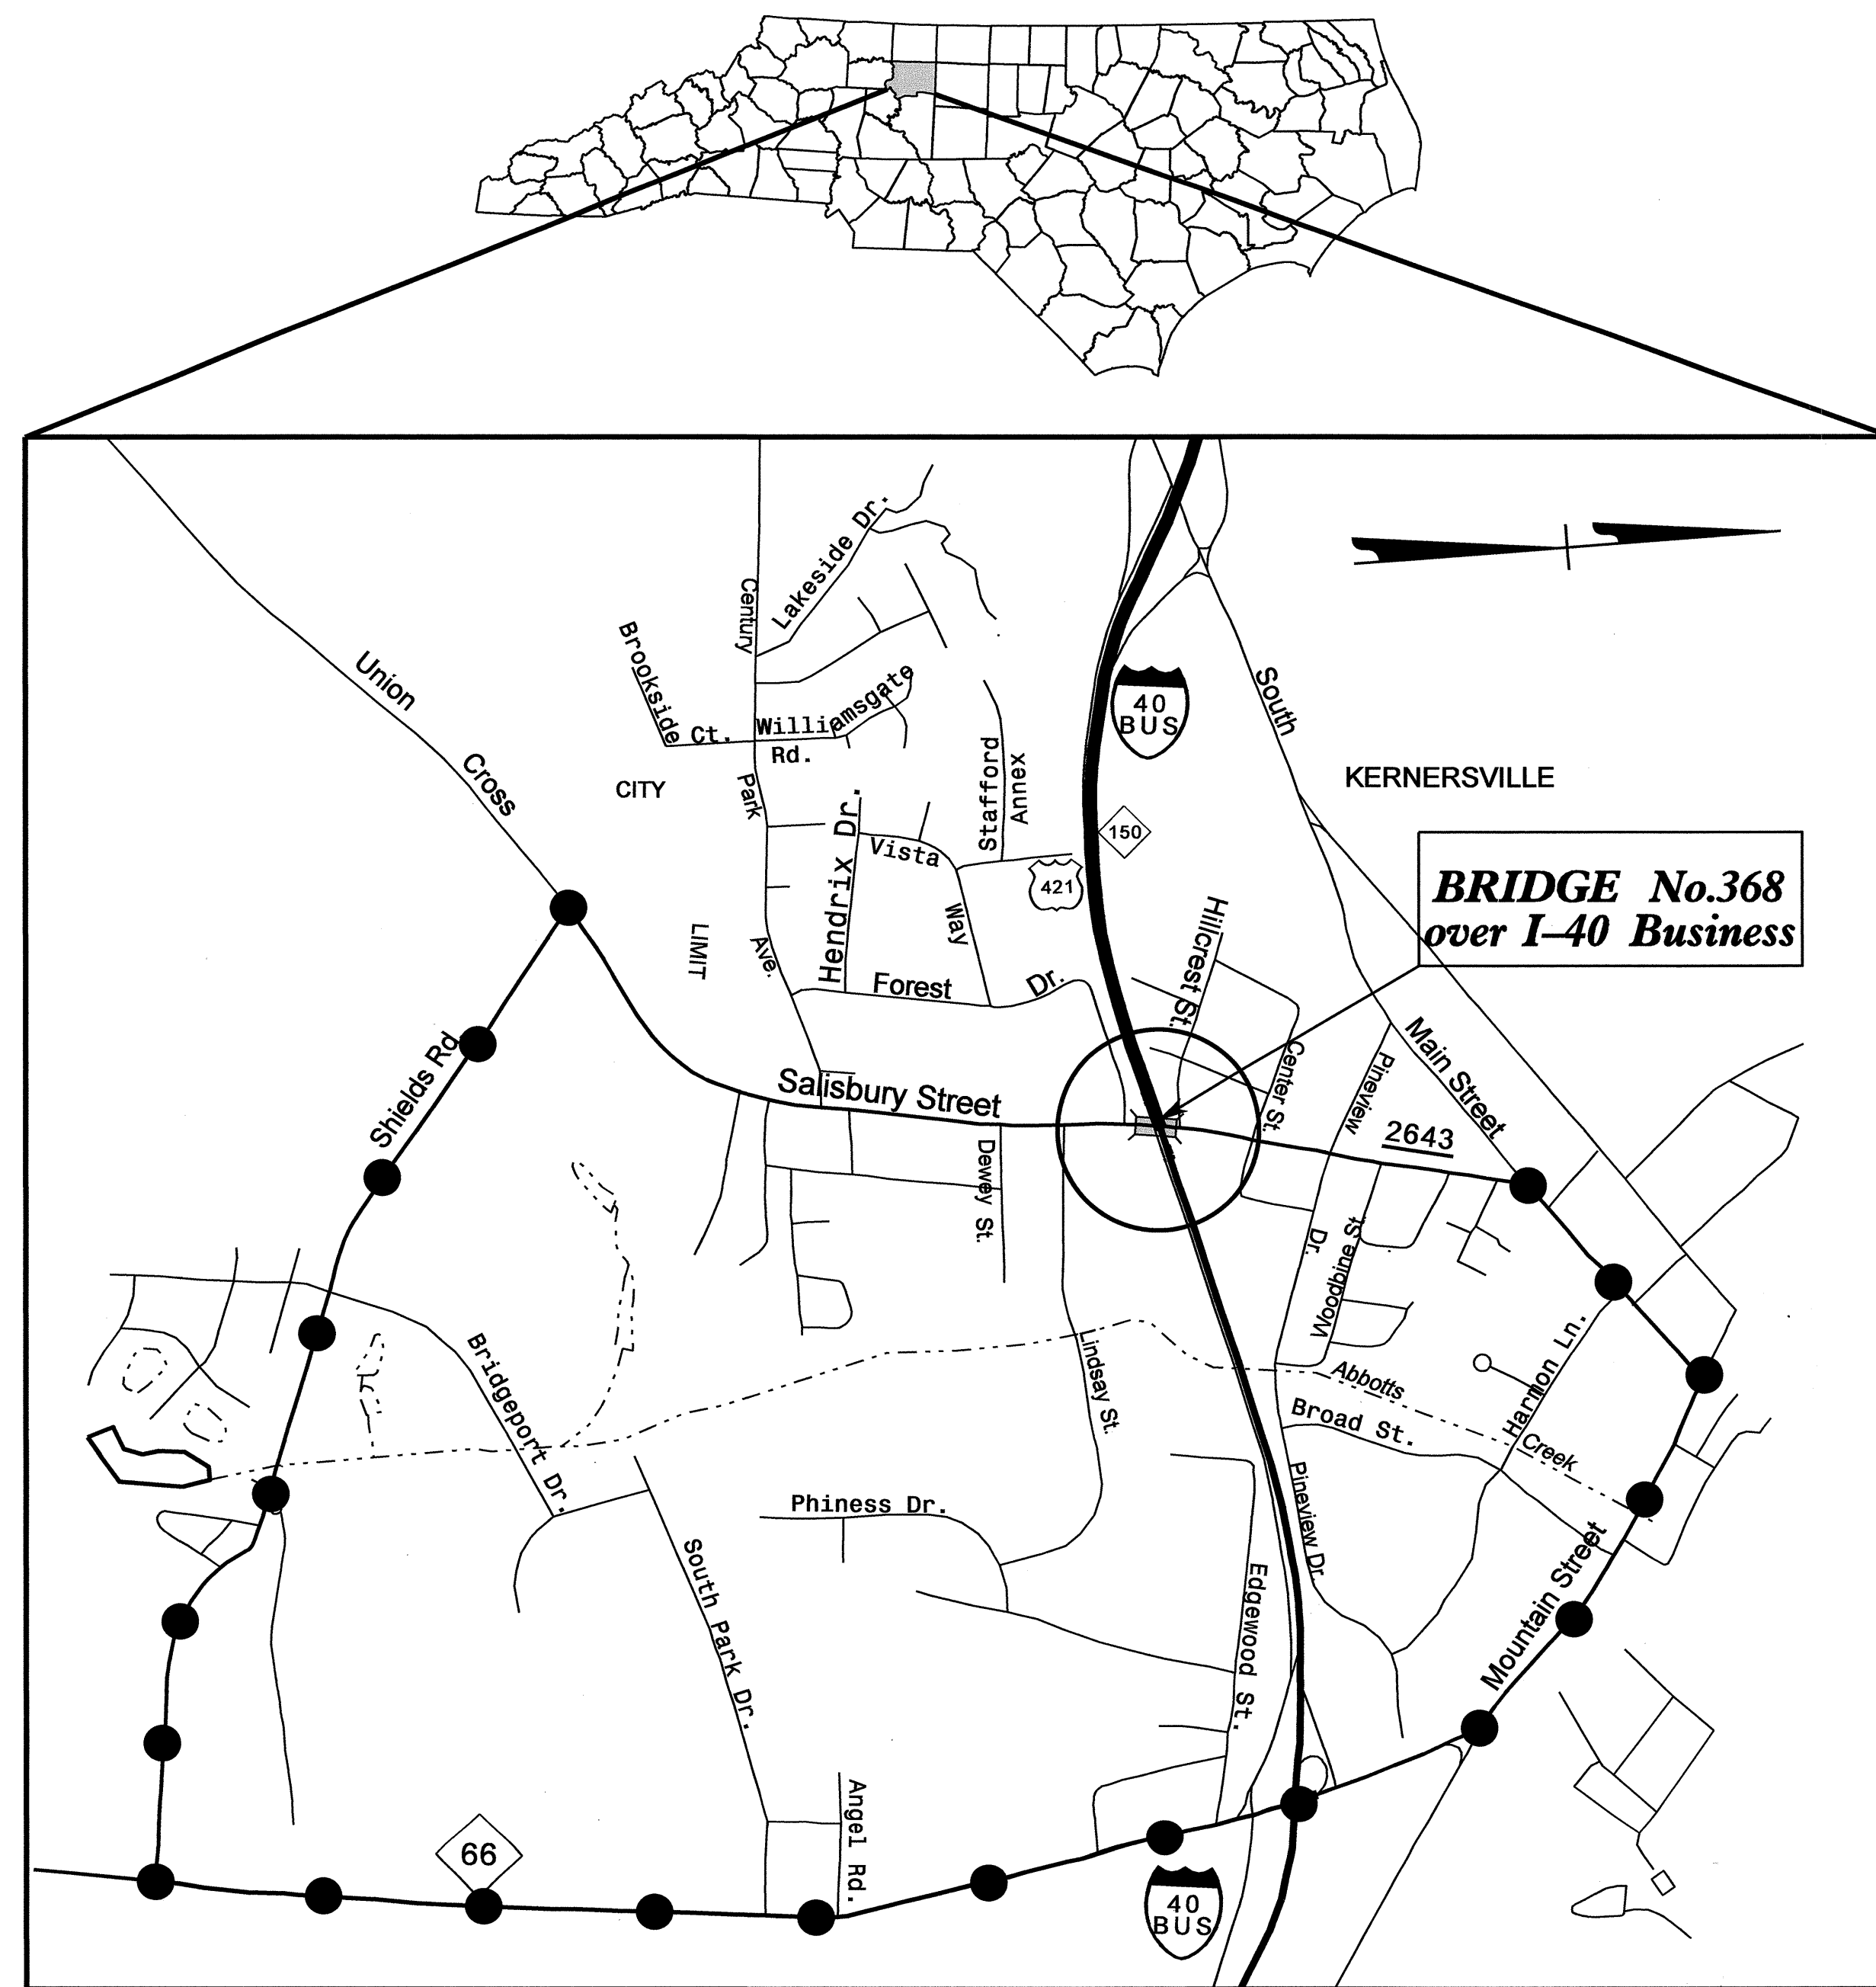 Lakeside Dr.
Century
Brookside
Ct.
Williamsgate
Rd.
Union
Cross
CITY
LIMIT
Park
Ave.
Hendrix Dr.
Vista
Way
Stafford
Annex
40
BUS
South
KERNERSVILLE
150
421
BRIDGE No.368
over I-40 Business
Hillcrest St.
Forest
Dr.
Center St.
Pineview
Main Street
Shields Rd
Salisbury Street
2643
Dewey St.
Dr.
Woodbine St
Lindsay St.
Abbotts
Creek
Harmon Ln.
Broad St.
Bridgeport Dr.
Phiness Dr.
Pineview Dr.
South Park Dr.
Edgewood St.
Mountain Street
Angel Rd.
66
40
BUS